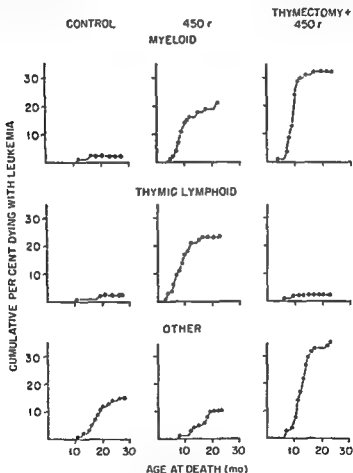 CONTROL 450 r THYMECTOMY+ 450 r
MYELOID
30
20
10
THYMIC LYMPHOID
30
20
10
OTHER
30
20
10
10 20 30 10 20 30 10 20 30
AGE AT DEATH (mo)
CUMULATIVE PER CENT DYING WITH LEUKEMIA